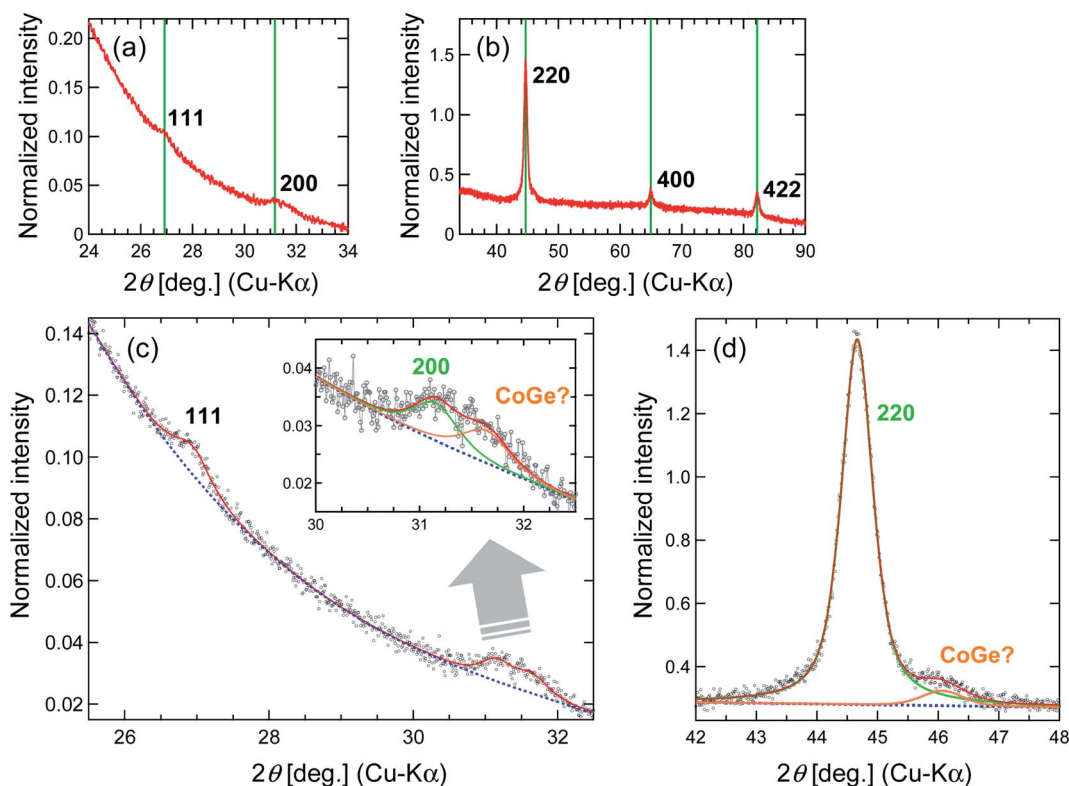 (a)
Normalized intensity
0.20
0.15
0.10
0.05
0
111
200
24 26 28 30 32 34
2θ [deg.] (Cu-Kα)
(b)
Normalized intensity
1.5
1.0
0.5
0
220
400
422
40 50 60 70 80 90
2θ [deg.] (Cu-Kα)
(c)
Normalized intensity
0.14
0.12
0.10
0.08
0.06
0.04
0.02
111
26 28 30 32
2θ [deg.] (Cu-Kα)
200
CoGe?
0.04
0.03
0.02
30 31 32
(d)
Normalized intensity
1.4
1.2
1.0
0.8
0.6
0.4
220
CoGe?
42 43 44 45 46 47 48
2θ [deg.] (Cu-Kα)